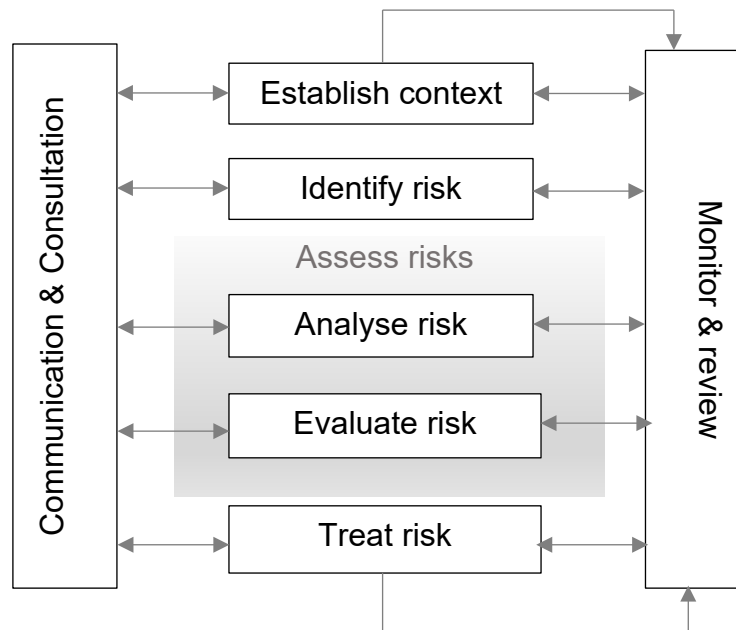 Communication & Consultation
Establish context
Identify risk
Assess risks
Analyse risk
Evaluate risk
Treat risk
Monitor & review